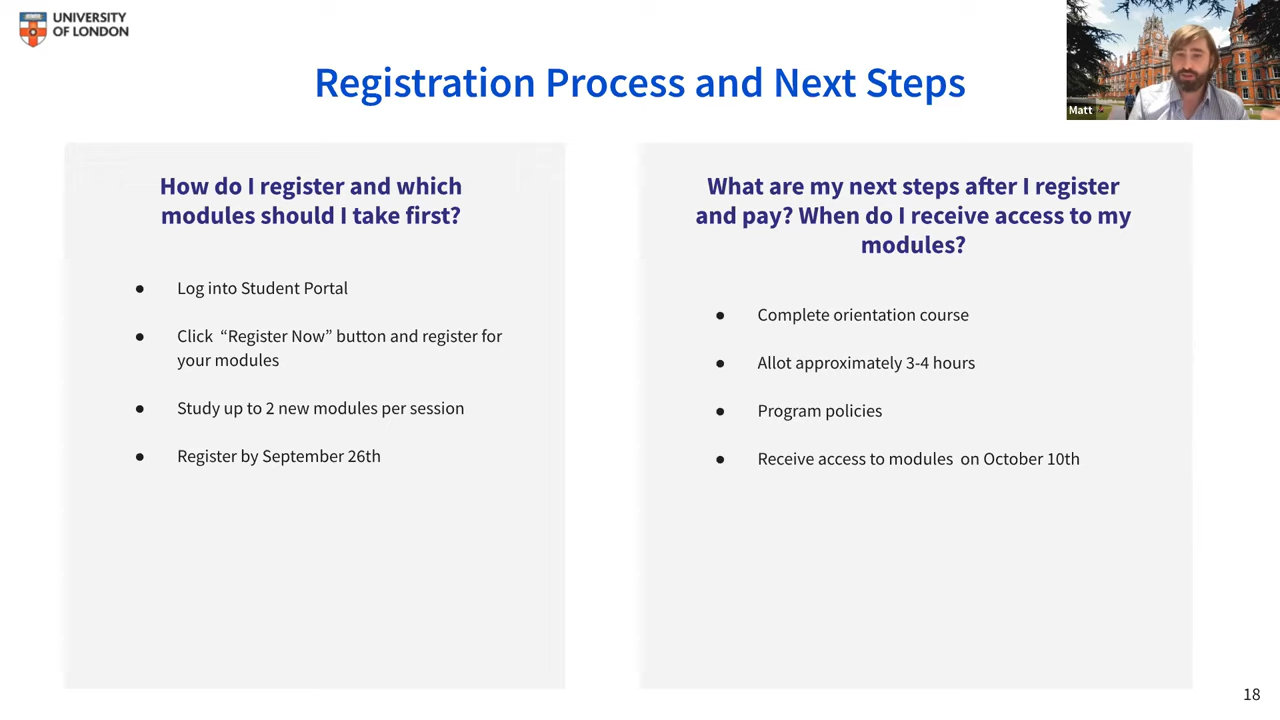 UNIVERSITY
OF LONDON
Matt
Registration Process and Next Steps
How do I register and which
modules should I take first?
● Log into Student Portal
● Click “Register Now” button and register for
your modules
● Study up to 2 new modules per session
● Register by September 26th
What are my next steps after I register
and pay? When do I receive access to my
modules?
● Complete orientation course
● Allot approximately 3-4 hours
● Program policies
● Receive access to modules on October 10th
18